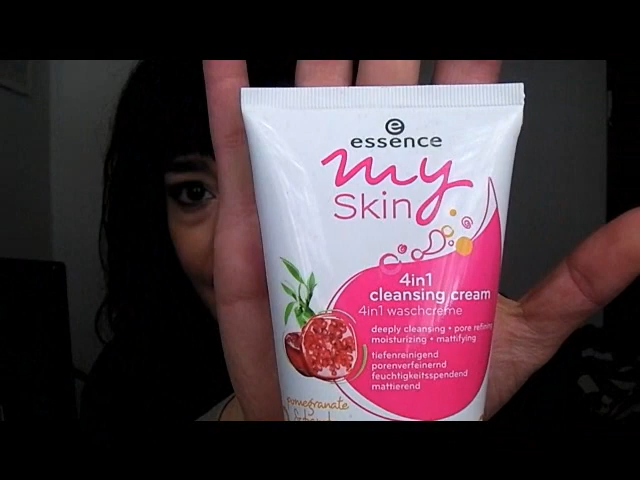 essence
my
Skin
4in1
cleansing cream
4in1 waschcreme
deeply cleansing + pore refining
moisturizing + mattifying
tiefenreinigend
porenverfeinernd
feuchtigkeitsspendend
mattierend
pomegranate